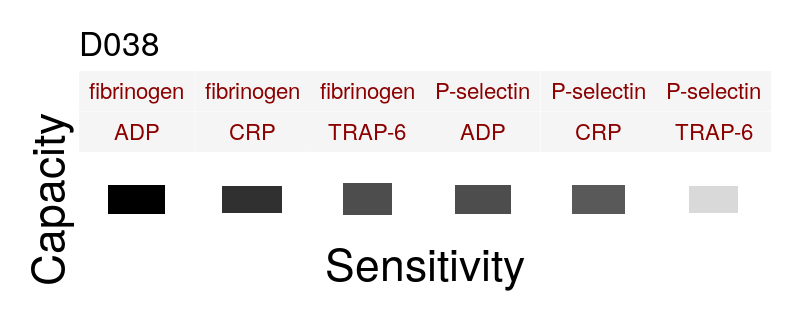 D038
fibrinogen fibrinogen fibrinogen P-selectin P-selectin P-selectin
ADP CRP TRAP-6 ADP CRP TRAP-6
Capacity
Sensitivity